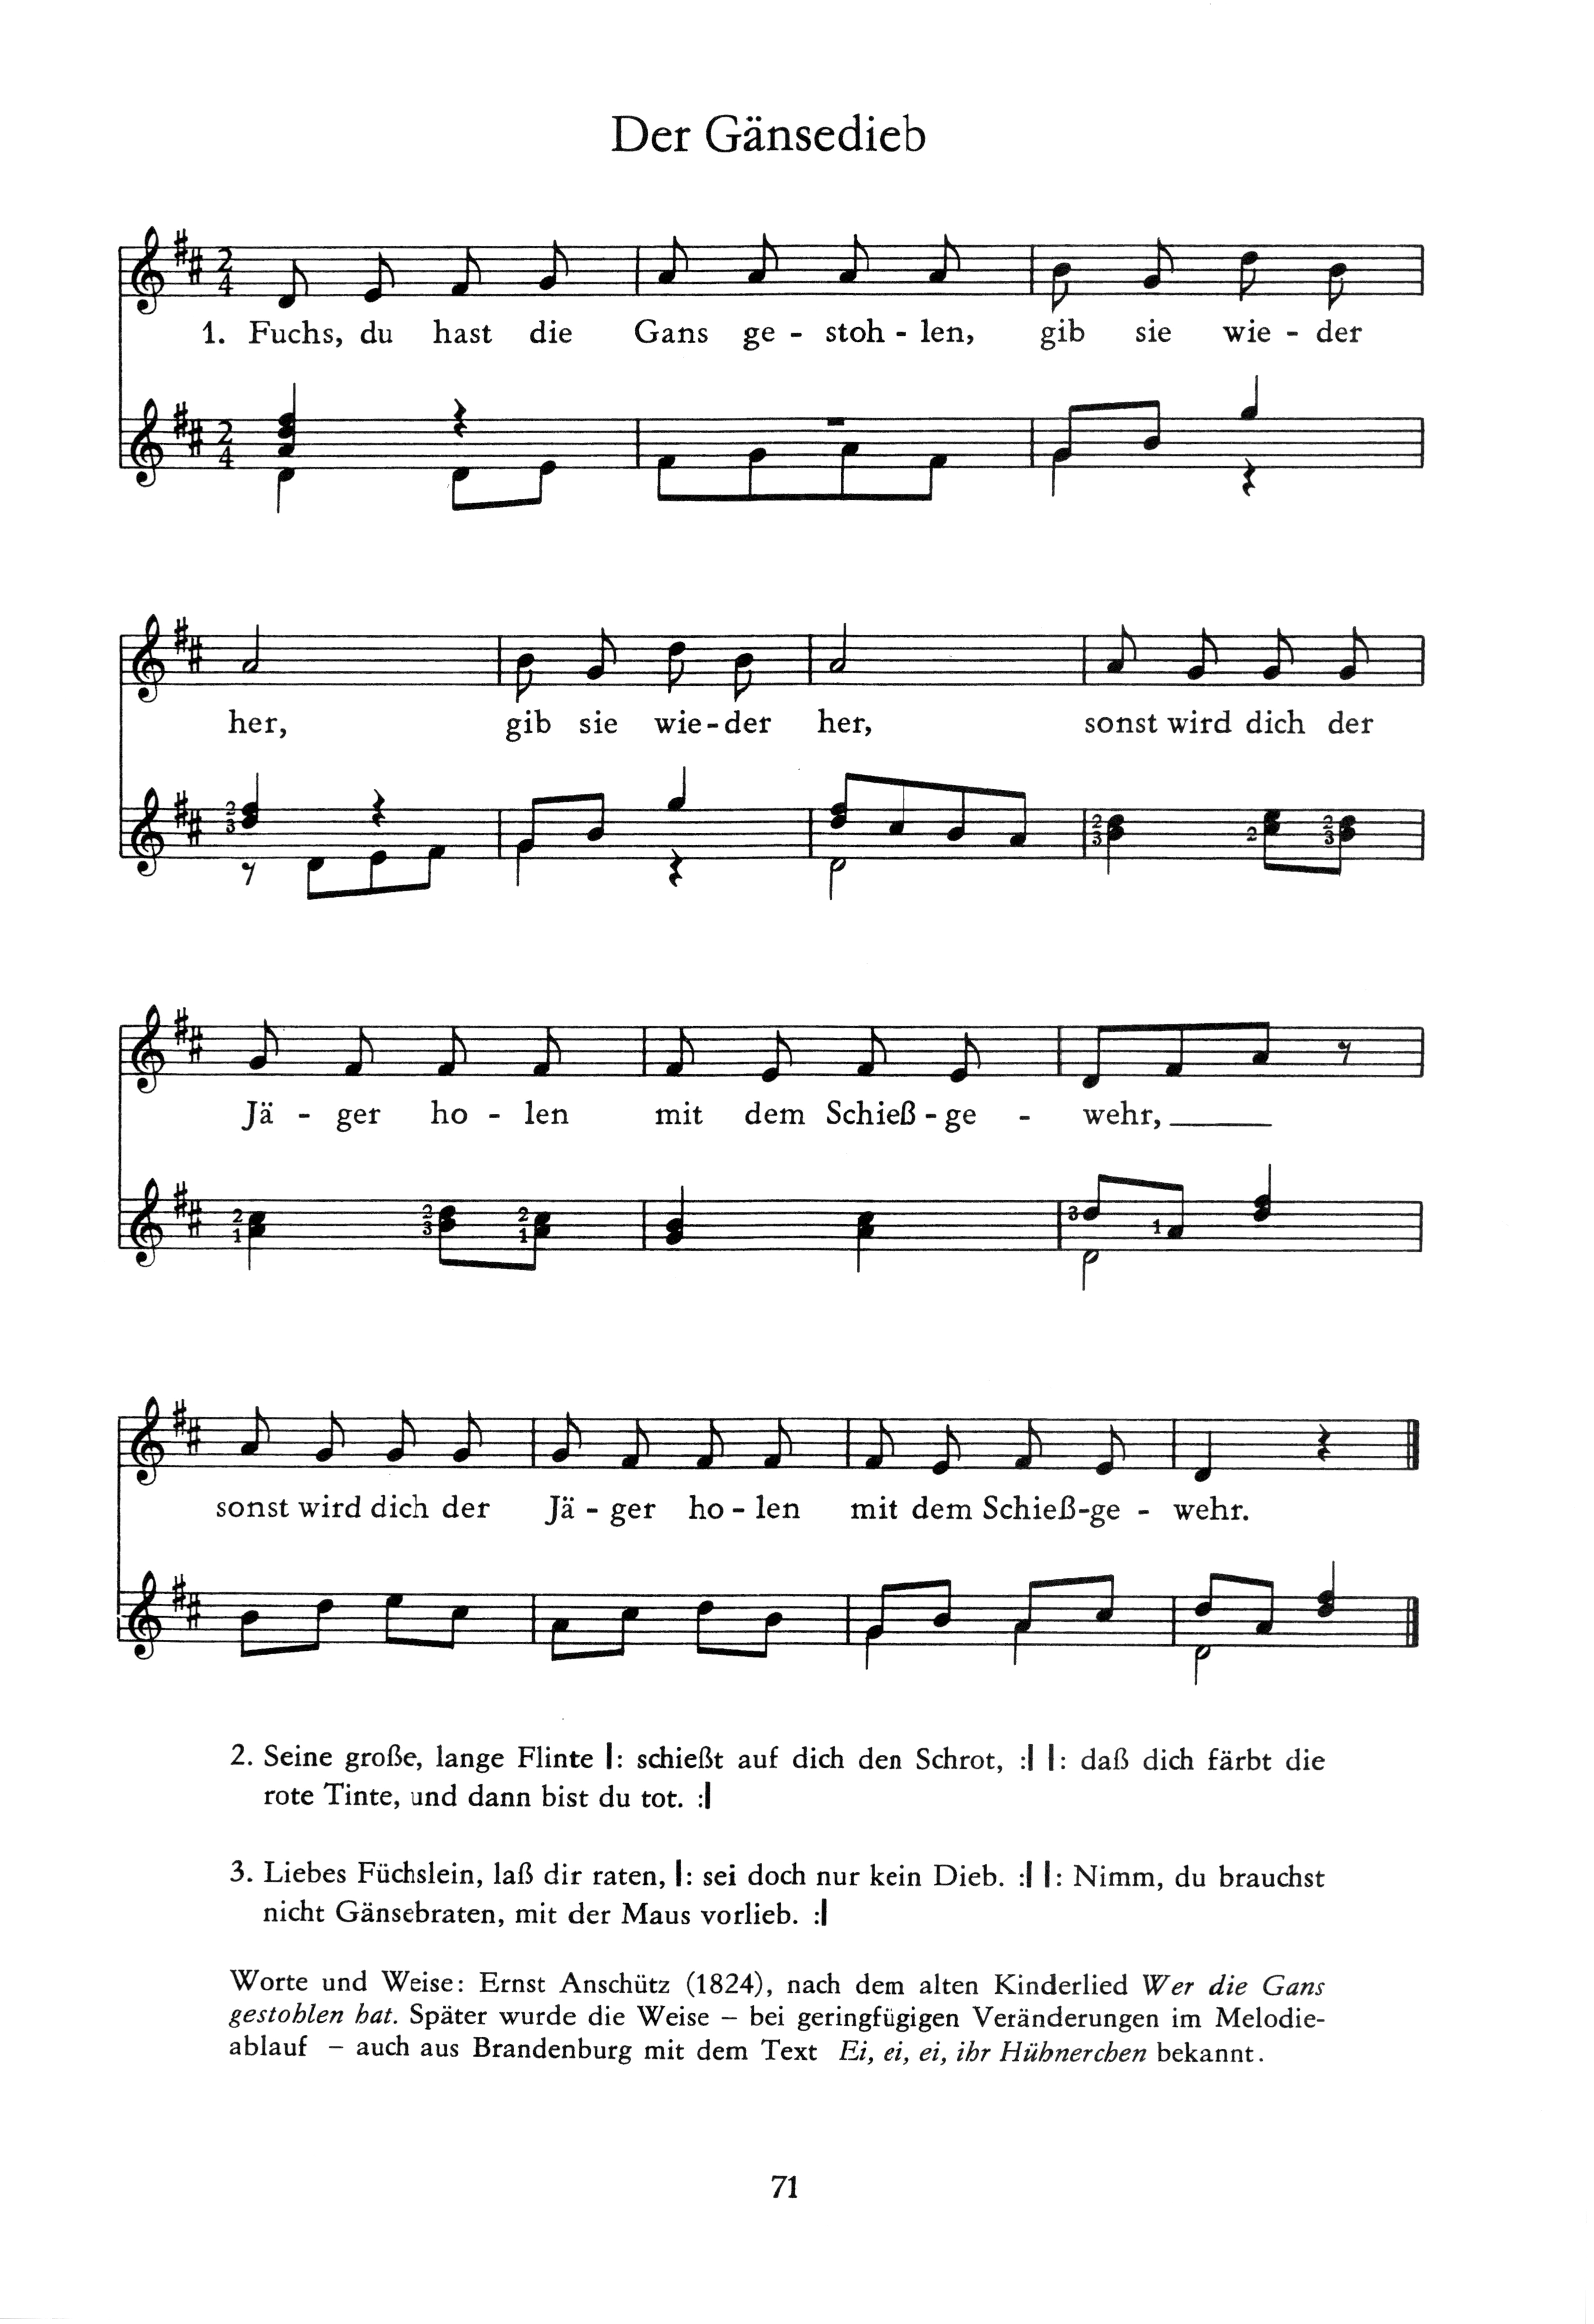 Der Gänsedieb
1. Fuchs, du hast die Gans ge - stoh - len, gib sie wie - der
her, gib sie wie - der her, sonst wird dich der
Jä - ger ho - len mit dem Schieß - ge - wehr,
sonst wird dich der Jä - ger ho - len mit dem Schieß-ge - wehr.
2. Seine große, lange Flinte |: schießt auf dich den Schrot, :| |: daß dich färbt die
rote Tinte, und dann bist du tot. :|
3. Liebes Füchslein, laß dir raten, |: sei doch nur kein Dieb. :| |: Nimm, du brauchst
nicht Gänsebraten, mit der Maus vorlieb. :|
Worte und Weise: Ernst Anschütz (1824), nach dem alten Kinderlied Wer die Gans
gestohlen hat. Später wurde die Weise – bei geringfügigen Veränderungen im Melodie-
ablauf – auch aus Brandenburg mit dem Text Ei, ei, ei, ihr Hühnerchen bekannt.
71